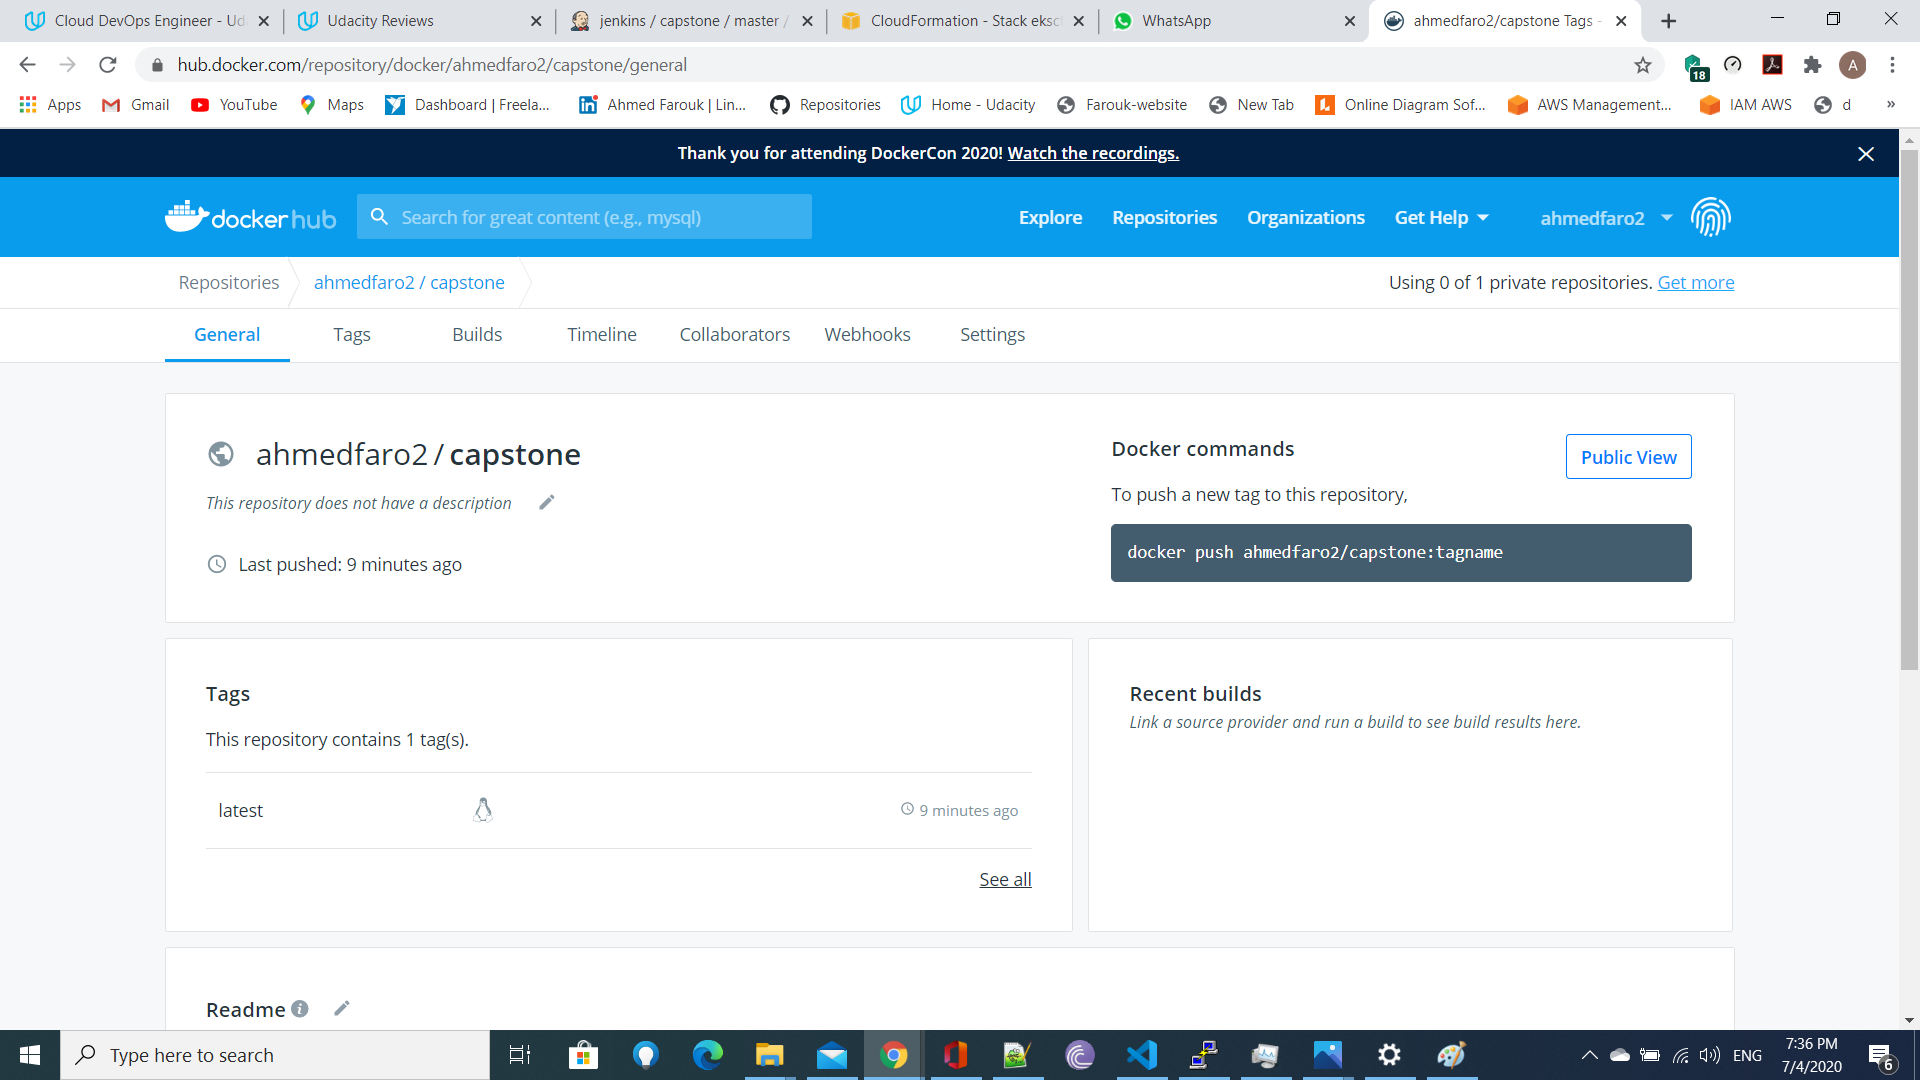 Cloud DevOps Engineer - Ud
Udacity Reviews
jenkins / capstone / master /
CloudFormation - Stack eksc
WhatsApp
ahmedfaro2/capstone Tags -
hub.docker.com/repository/docker/ahmedfaro2/capstone/general
18
A
Apps
Gmail
YouTube
Maps
Dashboard | Freela...
Ahmed Farouk | Lin...
Repositories
Home - Udacity
Farouk-website
New Tab
Online Diagram Sof...
AWS Management...
IAM AWS
d
»
Thank you for attending DockerCon 2020! Watch the recordings.
docker hub
Search for great content (e.g., mysql)
Explore
Repositories
Organizations
Get Help
ahmedfaro2
Repositories
ahmedfaro2 / capstone
Using 0 of 1 private repositories. Get more
General
Tags
Builds
Timeline
Collaborators
Webhooks
Settings
ahmedfaro2 / capstone
This repository does not have a description
Last pushed: 9 minutes ago
Docker commands
Public View
To push a new tag to this repository,
docker push ahmedfaro2/capstone:tagname
Tags
This repository contains 1 tag(s).
latest
9 minutes ago
See all
Recent builds
Link a source provider and run a build to see build results here.
Readme
Type here to search
ENG
7:36 PM
7/4/2020
6